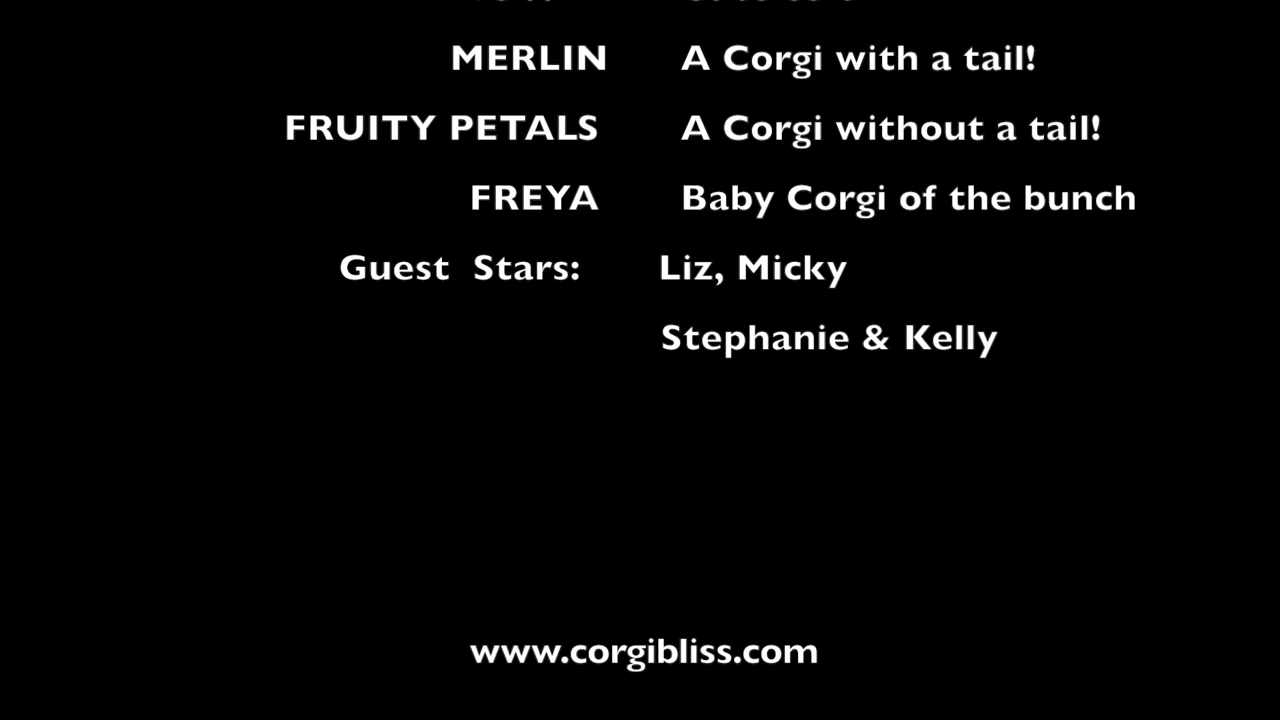 MERLIN A Corgi with a tail!
FRUITY PETALS A Corgi without a tail!
FREYA Baby Corgi of the bunch
Guest Stars: Liz, Micky
Stephanie & Kelly
www.corgibliss.com